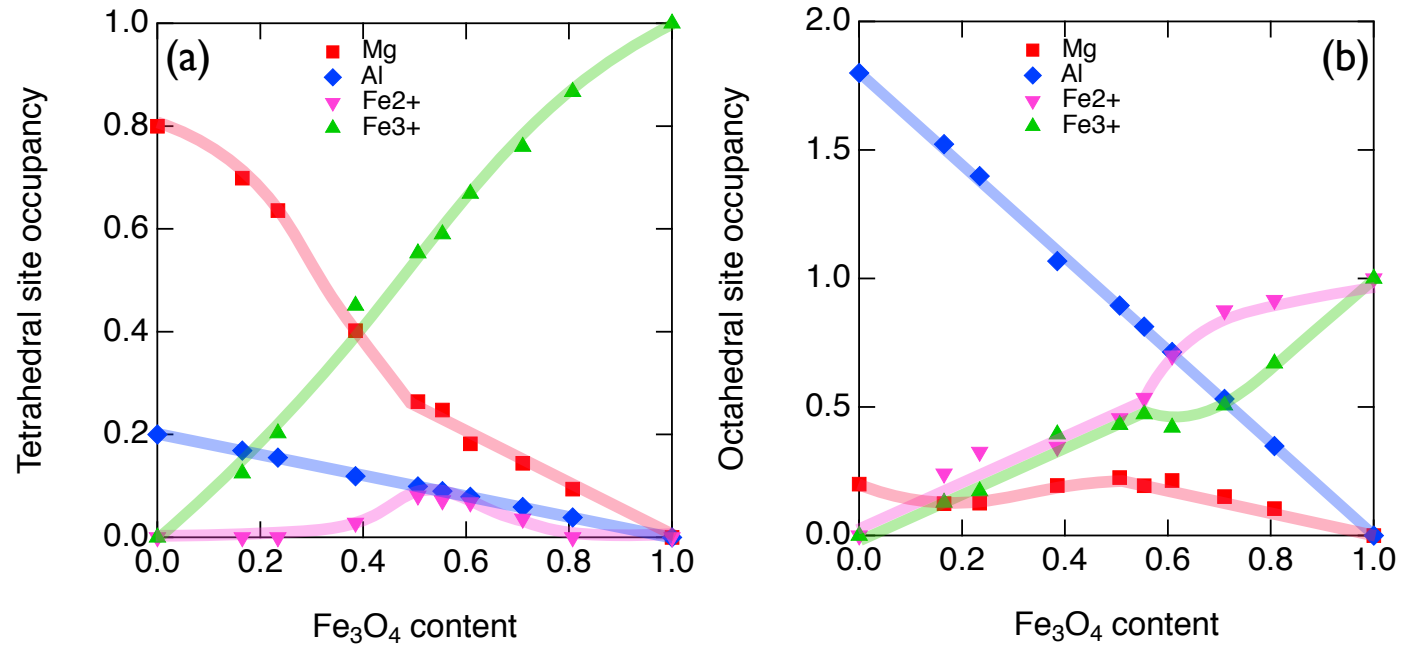 (a)
Mg
Al
Fe2+
Fe3+
1.0
0.8
0.6
0.4
0.2
0.0
Tetrahedral site occupancy
0.0 0.2 0.4 0.6 0.8 1.0
Fe₃O₄ content
(b)
Mg
Al
Fe2+
Fe3+
2.0
1.5
1.0
0.5
0.0
Octahedral site occupancy
0.0 0.2 0.4 0.6 0.8 1.0
Fe₃O₄ content